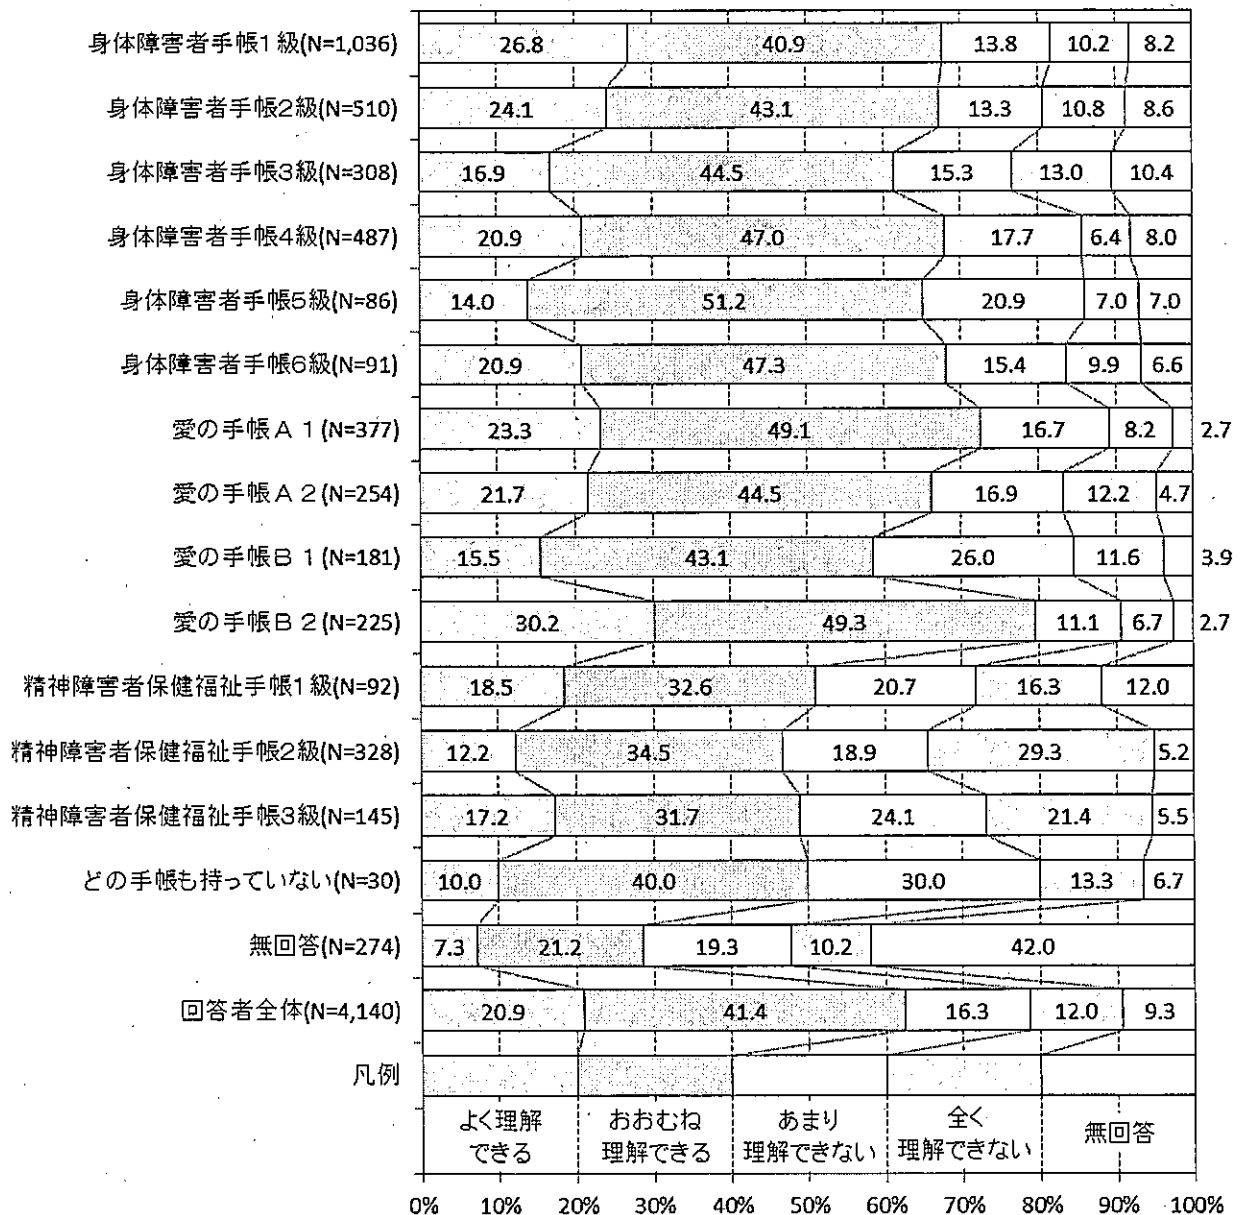 身体障害者手帳1級(N=1,036) 26.8 40.9 13.8 10.2 8.2
身体障害者手帳2級(N=510) 24.1 43.1 13.3 10.8 8.6
身体障害者手帳3級(N=308) 16.9 44.5 15.3 13.0 10.4
身体障害者手帳4級(N=487) 20.9 47.0 17.7 6.4 8.0
身体障害者手帳5級(N=86) 14.0 51.2 20.9 7.0 7.0
身体障害者手帳6級(N=91) 20.9 47.3 15.4 9.9 6.6
愛の手帳A1(N=377) 23.3 49.1 16.7 8.2 2.7
愛の手帳A2(N=254) 21.7 44.5 16.9 12.2 4.7
愛の手帳B1(N=181) 15.5 43.1 26.0 11.6 3.9
愛の手帳B2(N=225) 30.2 49.3 11.1 6.7 2.7
精神障害者保健福祉手帳1級(N=92) 18.5 32.6 20.7 16.3 12.0
精神障害者保健福祉手帳2級(N=328) 12.2 34.5 18.9 29.3 5.2
精神障害者保健福祉手帳3級(N=145) 17.2 31.7 24.1 21.4 5.5
どの手帳も持っていない(N=30) 10.0 40.0 30.0 13.3 6.7
無回答(N=274) 7.3 21.2 19.3 10.2 42.0
回答者全体(N=4,140) 20.9 41.4 16.3 12.0 9.3
凡例
よく理解 おおむね あまり 全く 無回答
できる 理解できる 理解できない 理解できない
0% 10% 20% 30% 40% 50% 60% 70% 80% 90% 100%